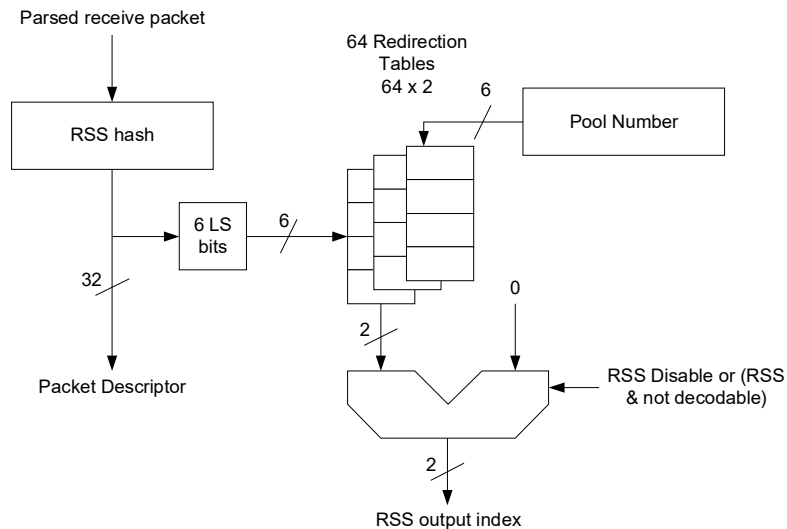 Parsed receive packet
64 Redirection
Tables
64 x 2
6
Pool Number
RSS hash
6 LS
bits
6
32
0
2
Packet Descriptor
RSS Disable or (RSS
& not decodable)
2
RSS output index